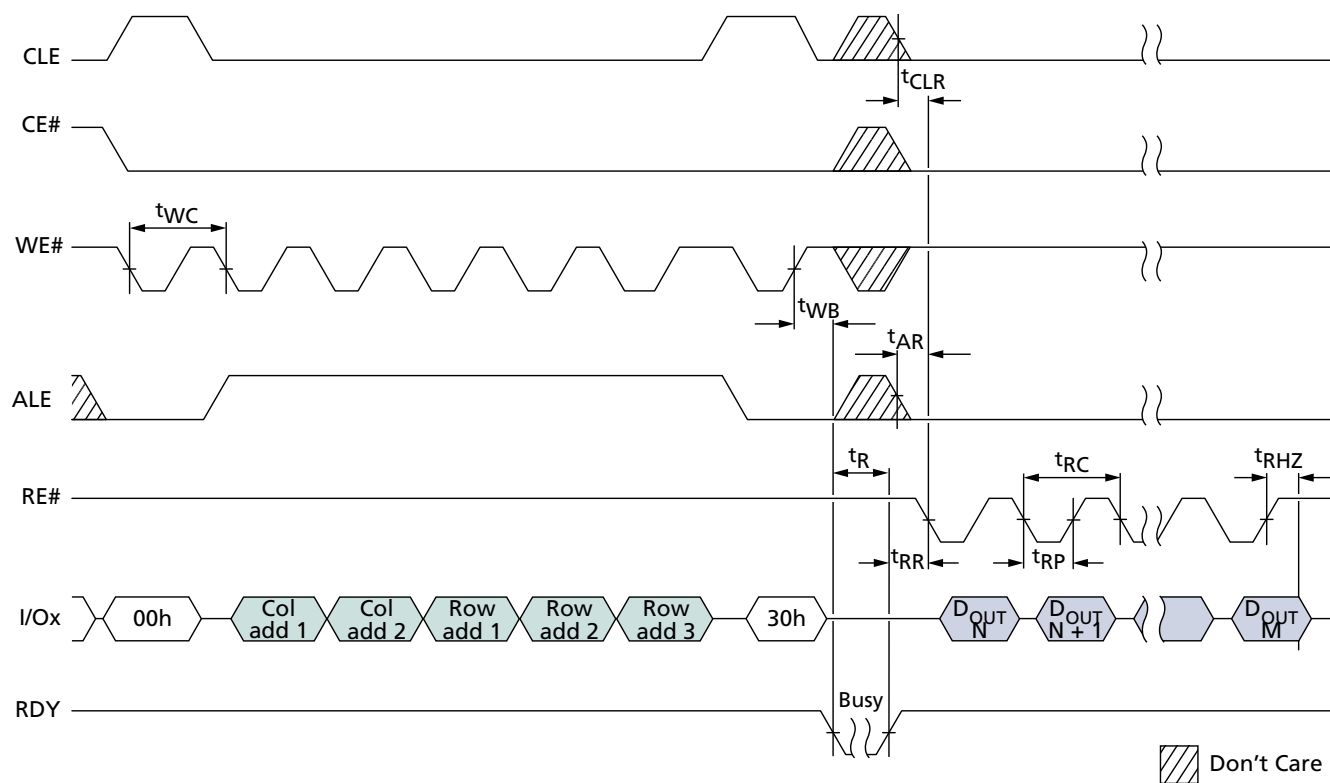 CLE
tCLR
CE#
tWC
WE#
tWB
tAR
ALE
tR
tRC
tRHZ
RE#
tRR
tRP
I/Ox
00h
Col
add 1
Col
add 2
Row
add 1
Row
add 2
Row
add 3
30h
DOUT
N
DOUT
N + 1
DOUT
M
RDY
Busy
Don't Care